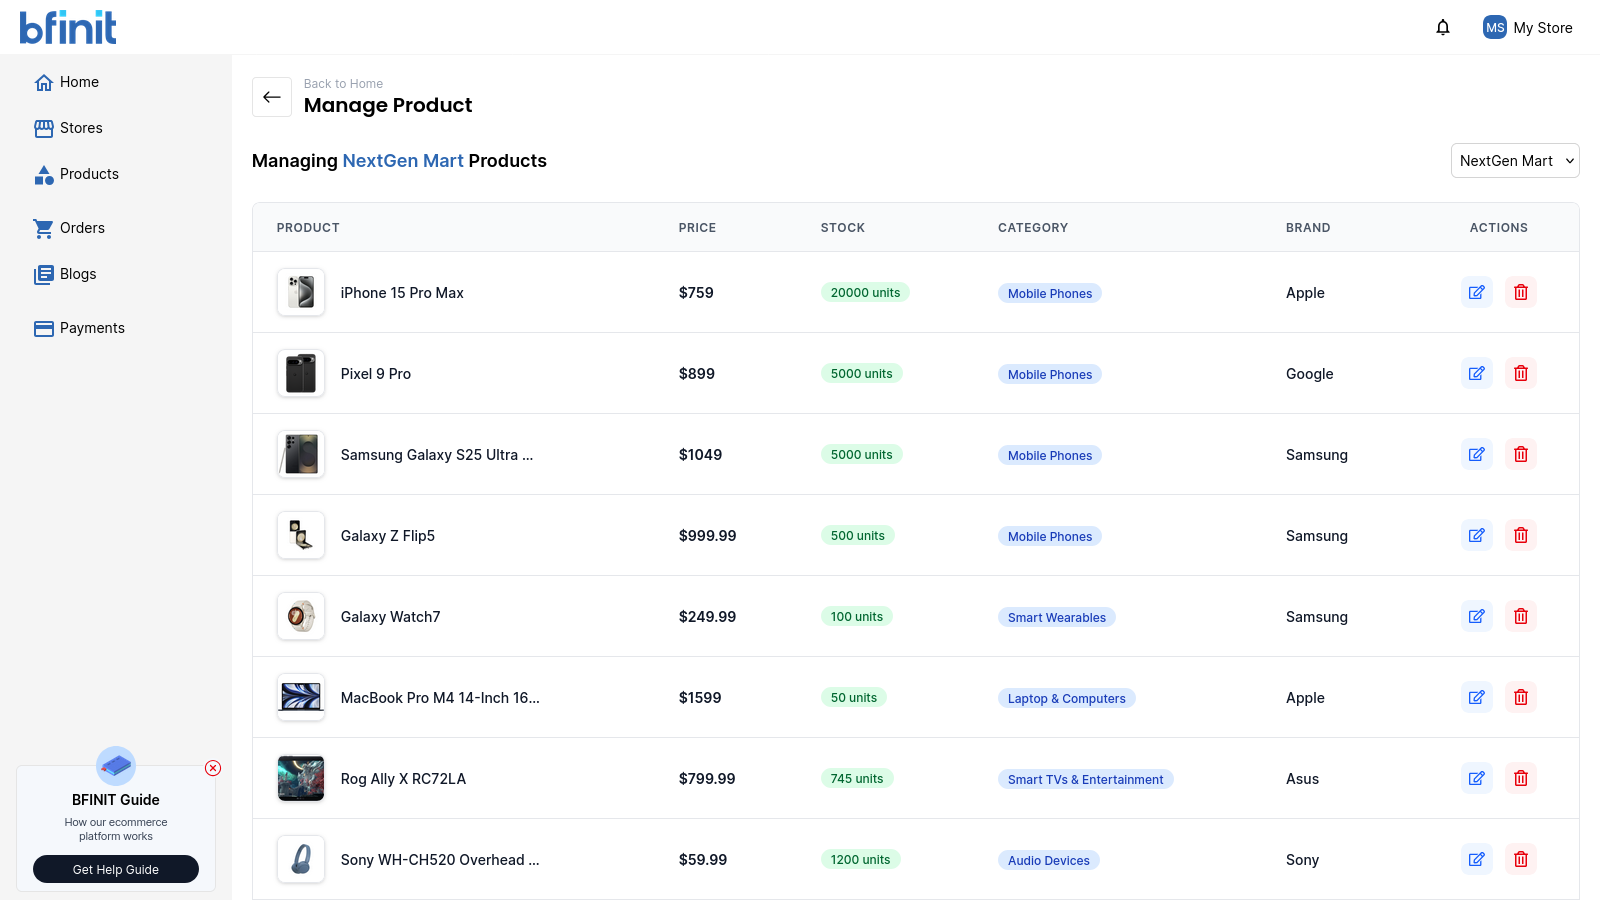 bfinit
MS My Store
Home
Stores
Products
Orders
Blogs
Payments
BFINIT Guide
How our ecommerce
platform works
Get Help Guide
Back to Home
Manage Product
Managing NextGen Mart Products
NextGen Mart
PRODUCT PRICE STOCK CATEGORY BRAND ACTIONS
iPhone 15 Pro Max $759 20000 units Mobile Phones Apple
Pixel 9 Pro $899 5000 units Mobile Phones Google
Samsung Galaxy S25 Ultra ... $1049 5000 units Mobile Phones Samsung
Galaxy Z Flip5 $999.99 500 units Mobile Phones Samsung
Galaxy Watch7 $249.99 100 units Smart Wearables Samsung
MacBook Pro M4 14-Inch 16... $1599 50 units Laptop & Computers Apple
Rog Ally X RC72LA $799.99 745 units Smart TVs & Entertainment Asus
Sony WH-CH520 Overhead ... $59.99 1200 units Audio Devices Sony